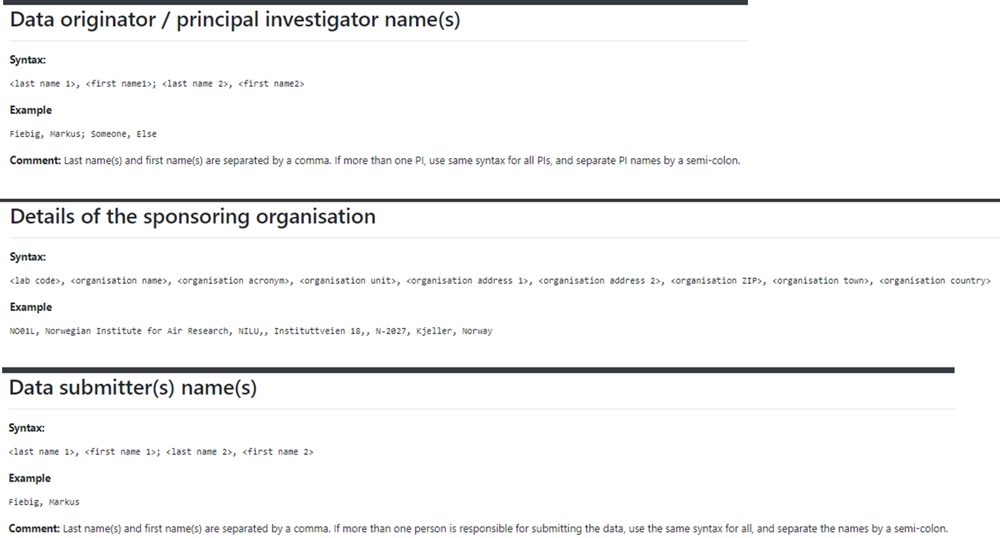 Data originator / principal investigator name(s)
Syntax:
<last name 1>, <first name1>; <last name 2>, <first name2>
Example
Fiebig, Markus; Someone, Else
Comment: Last name(s) and first name(s) are separated by a comma. If more than one PI, use same syntax for all PIs, and separate PI names by a semi-colon.
Details of the sponsoring organisation
Syntax:
<lab code>, <organisation name>, <organisation acronym>, <organisation unit>, <organisation address 1>, <organisation address 2>, <organisation ZIP>, <organisation town>, <organisation country>
Example
NO01L, Norwegian Institute for Air Research, NILU,, Instituttveien 18,, N-2027, Kjeller, Norway
Data submitter(s) name(s)
Syntax:
<last name 1>, <first name 1>; <last name 2>, <first name 2>
Example
Fiebig, Markus
Comment: Last name(s) and first name(s) are separated by a comma. If more than one person is responsible for submitting the data, use the same syntax for all, and separate the names by a semi-colon.